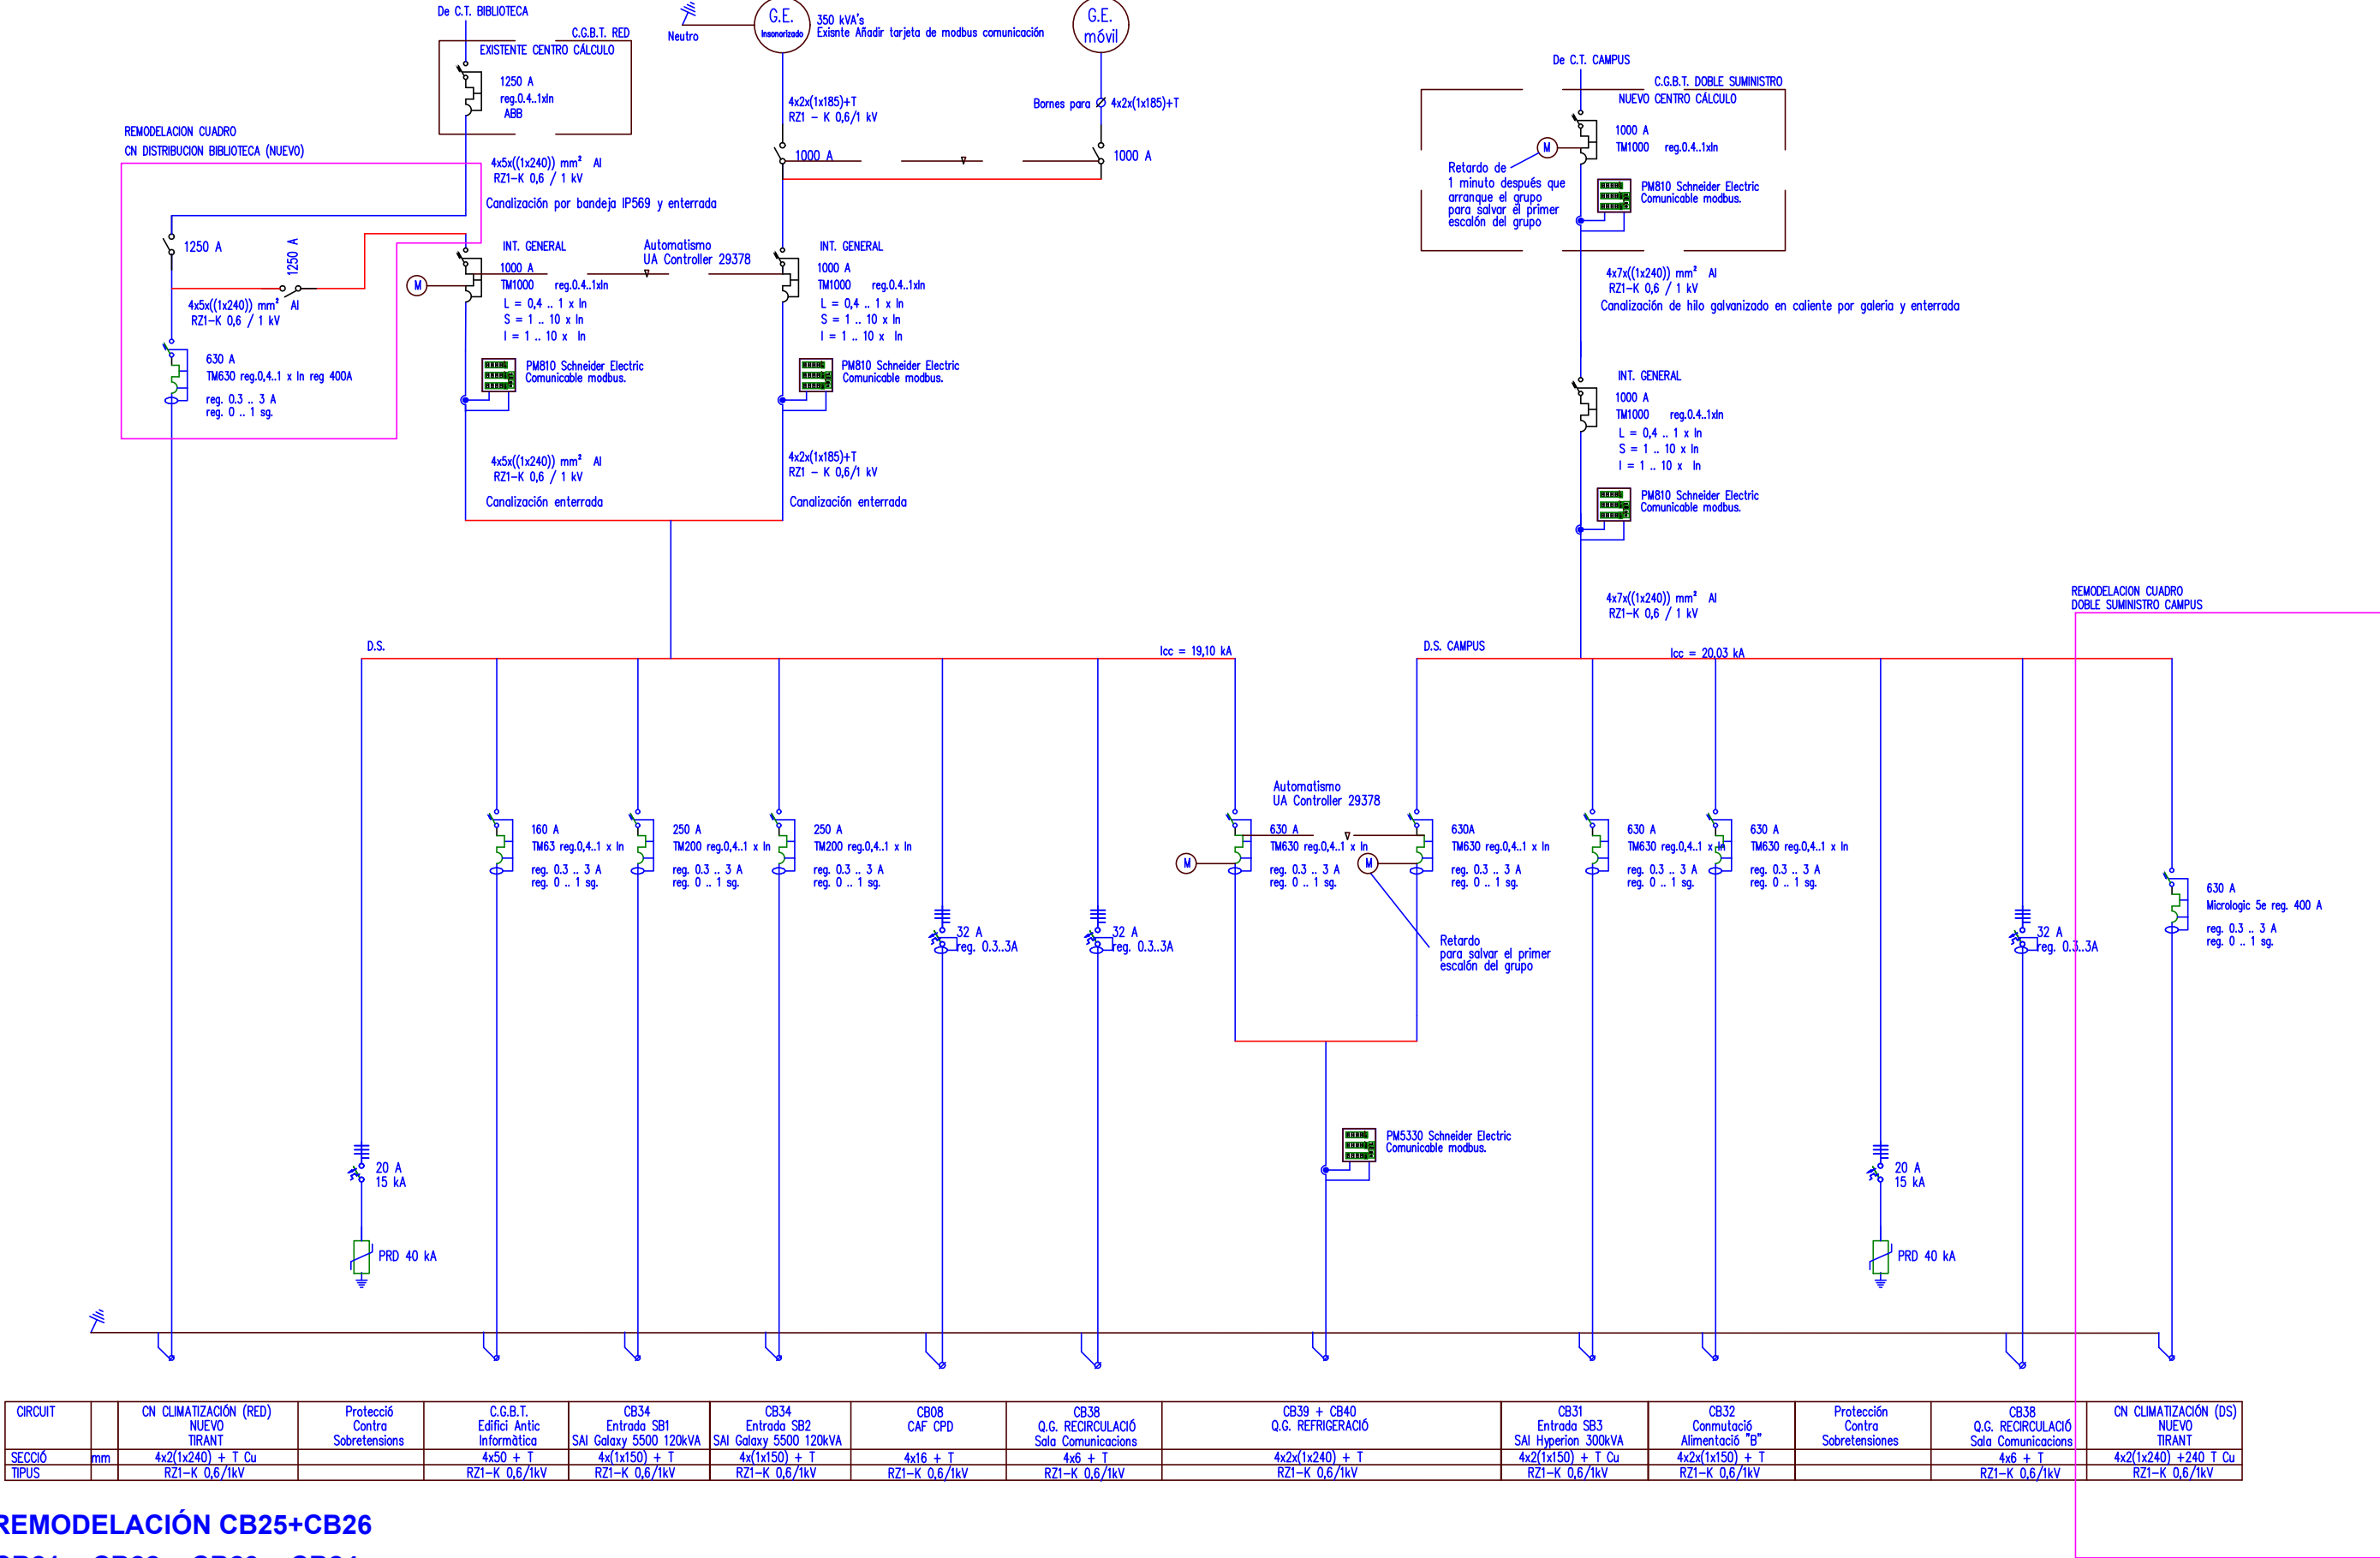 De C.T. BIBLIOTECA
C.G.B.T. RED
EXISTENTE CENTRO CÁLCULO
1250 A
reg.0.4..1xIn
ABB
Neutro
G.E.
Insonorizado
350 kVA's
Exisnte Añadir tarjeta de modbus comunicación
G.E.
móvil
4x2x(1x185)+T
RZ1 - K 0,6/1 kV
Bornes para
4x2x(1x185)+T
1000 A
1000 A
De C.T. CAMPUS
C.G.B.T. DOBLE SUMINISTRO
NUEVO CENTRO CÁLCULO
1000 A
TM1000 reg.0.4..1xIn
M
Retardo de
1 minuto después que
arranque el grupo
para salvar el primer
escalón del grupo
PM810 Schneider Electric
Comunicable modbus.
4x7x((1x240)) mm² Al
RZ1-K 0,6 / 1 kV
Canalización de hilo galvanizado en caliente por galeria y enterrada
REMODELACION CUADRO
CN DISTRIBUCION BIBLIOTECA (NUEVO)
4x5x((1x240)) mm² Al
RZ1-K 0,6 / 1 kV
Canalización por bandeja IP569 y enterrada
1250 A
1250 A
4x5x((1x240)) mm² Al
RZ1-K 0,6 / 1 kV
630 A
TM630 reg.0,4..1 x In reg 400A
reg. 0.3 .. 3 A
reg. 0 .. 1 sg.
M
INT. GENERAL
1000 A
TM1000 reg.0.4..1xIn
L = 0,4 .. 1 x In
S = 1 .. 10 x In
I = 1 .. 10 x In
Automatismo
UA Controller 29378
INT. GENERAL
1000 A
TM1000 reg.0.4..1xIn
L = 0,4 .. 1 x In
S = 1 .. 10 x In
I = 1 .. 10 x In
PM810 Schneider Electric
Comunicable modbus.
PM810 Schneider Electric
Comunicable modbus.
4x5x((1x240)) mm² Al
RZ1-K 0,6 / 1 kV
Canalización enterrada
4x2x(1x185)+T
RZ1 - K 0,6/1 kV
Canalización enterrada
INT. GENERAL
1000 A
TM1000 reg.0.4..1xIn
L = 0,4 .. 1 x In
S = 1 .. 10 x In
I = 1 .. 10 x In
PM810 Schneider Electric
Comunicable modbus.
4x7x((1x240)) mm² Al
RZ1-K 0,6 / 1 kV
REMODELACION CUADRO
DOBLE SUMINISTRO CAMPUS
D.S.
Icc = 19,10 kA
D.S. CAMPUS
Icc = 20,03 kA
160 A
TM63 reg.0,4..1 x In
reg. 0.3 .. 3 A
reg. 0 .. 1 sg.
250 A
TM200 reg.0,4..1 x In
reg. 0.3 .. 3 A
reg. 0 .. 1 sg.
250 A
TM200 reg.0,4..1 x In
reg. 0.3 .. 3 A
reg. 0 .. 1 sg.
32 A
reg. 0.3..3A
32 A
reg. 0.3..3A
Automatismo
UA Controller 29378
M
630 A
TM630 reg.0,4..1 x In
reg. 0.3 .. 3 A
reg. 0 .. 1 sg.
M
630A
TM630 reg.0,4..1 x In
reg. 0.3 .. 3 A
reg. 0 .. 1 sg.
Retardo
para salvar el primer
escalón del grupo
630 A
TM630 reg.0,4..1 x In
reg. 0.3 .. 3 A
reg. 0 .. 1 sg.
630 A
TM630 reg.0,4..1 x In
reg. 0.3 .. 3 A
reg. 0 .. 1 sg.
32 A
reg. 0.3..3A
630 A
Micrologic 5e reg. 400 A
reg. 0.3 .. 3 A
reg. 0 .. 1 sg.
PM5330 Schneider Electric
Comunicable modbus.
20 A
15 kA
PRD 40 kA
20 A
15 kA
PRD 40 kA
CIRCUIT
CN CLIMATIZACIÓN (RED)
NUEVO
TIRANT
Protecció
Contra
Sobretensions
C.G.B.T.
Edifici Antic
Informàtica
CB34
Entrada SB1
SAI Galaxy 5500 120kVA
CB34
Entrada SB2
SAI Galaxy 5500 120kVA
CB08
CAF CPD
CB38
Q.G. RECIRCULACIÓ
Sala Comunicacions
CB39 + CB40
Q.G. REFRIGERACIÓ
CB31
Entrada SB3
SAI Hyperion 300kVA
CB32
Conmutació
Alimentació "B"
Protección
Contra
Sobretensiones
CB38
Q.G. RECIRCULACIÓ
Sala Comunicacions
CN CLIMATIZACIÓN (DS)
NUEVO
TIRANT
SECCIÓ mm 4x2(1x240) + T Cu 4x50 + T 4x(1x150) + T 4x(1x150) + T 4x16 + T 4x6 + T 4x2x(1x240) + T 4x2(1x150) + T Cu 4x2x(1x150) + T 4x6 + T 4x2(1x240) +240 T Cu
TIPUS RZ1-K 0,6/1kV RZ1-K 0,6/1kV RZ1-K 0,6/1kV RZ1-K 0,6/1kV RZ1-K 0,6/1kV RZ1-K 0,6/1kV RZ1-K 0,6/1kV RZ1-K 0,6/1kV RZ1-K 0,6/1kV RZ1-K 0,6/1kV RZ1-K 0,6/1kV
REMODELACIÓN CB25+CB26